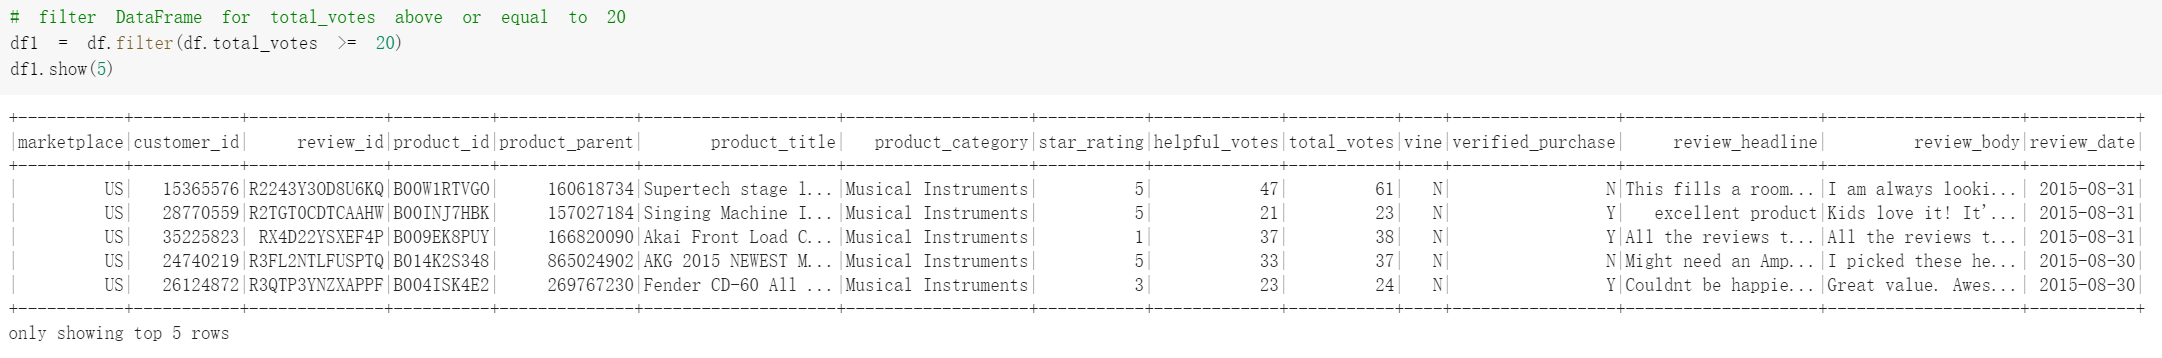 # filter DataFrame for total_votes above or equal to 20
df1 = df.filter(df.total_votes >= 20)
df1.show(5)
+-----------+-----------+--------------+----------+--------------+--------------------+-------------------+-----------+-------------+-----------+----+-----------------+--------------------+--------------------+-----------+
|marketplace|customer_id|     review_id|product_id|product_parent|       product_title|   product_category|star_rating|helpful_votes|total_votes|vine|verified_purchase|     review_headline|         review_body|review_date|
+-----------+-----------+--------------+----------+--------------+--------------------+-------------------+-----------+-------------+-----------+----+-----------------+--------------------+--------------------+-----------+
|         US|   15365576|R2243Y3OD8U6KQ|B00W1RTVGO|     160618734|Supertech stage l...|Musical Instruments|          5|           47|         61|   N|                N|This fills a room...|I am always looki...| 2015-08-31|
|         US|   28770559|R2TGT0CDTCAAHW|B00INJ7HBK|     157027184|Singing Machine I...|Musical Instruments|          5|           21|         23|   N|                Y|   excellent product|Kids love it! It'...| 2015-08-31|
|         US|   35225823| RX4D22YSXEF4P|B009EK8PUY|     166820090|Akai Front Load C...|Musical Instruments|          1|           37|         38|   N|                Y|All the reviews t...|All the reviews t...| 2015-08-31|
|         US|   24740219|R3FL2NTLFUSPTQ|B014K2S348|     865024902|AKG 2015 NEWEST M...|Musical Instruments|          5|           33|         37|   N|                N|Might need an Amp...|I picked these he...| 2015-08-30|
|         US|   26124872|R3QTP3YNZXAPPF|B004ISK4E2|     269767230|Fender CD-60 All ...|Musical Instruments|          3|           23|         24|   N|                Y|Couldnt be happie...|Great value. Awes...| 2015-08-30|
+-----------+-----------+--------------+----------+--------------+--------------------+-------------------+-----------+-------------+-----------+----+-----------------+--------------------+--------------------+-----------+
only showing top 5 rows